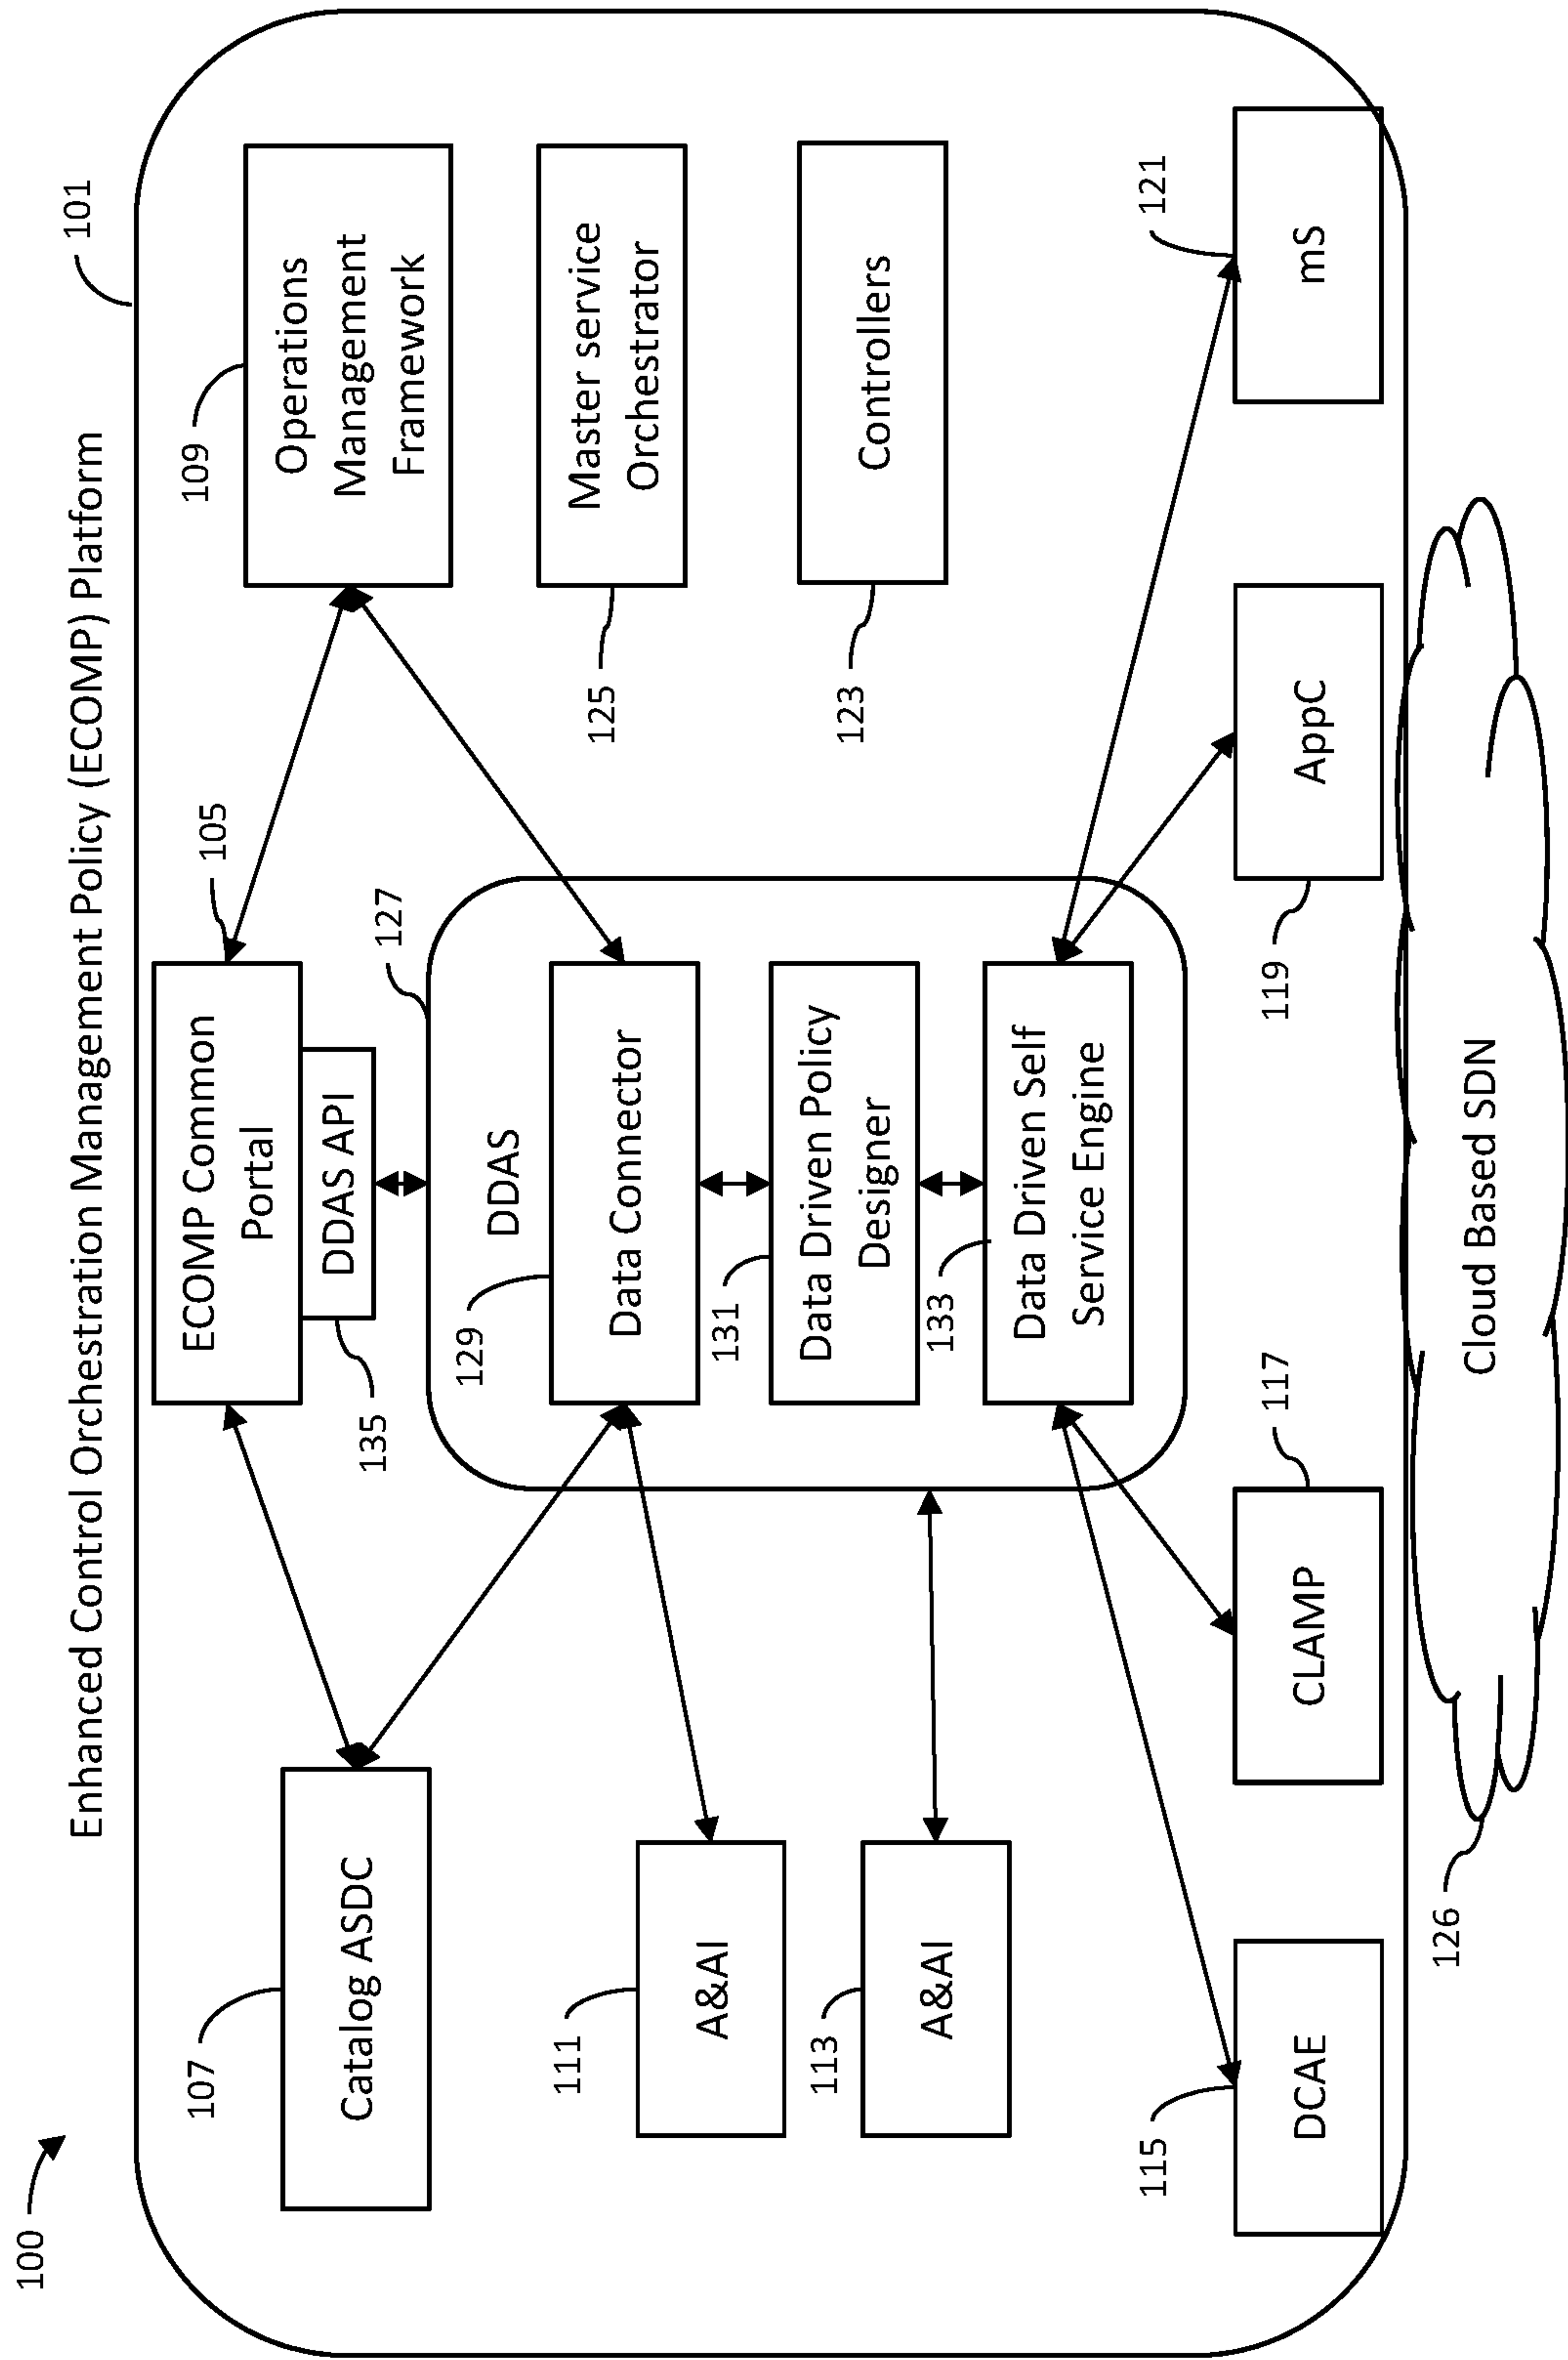 100
Enhanced Control Orchestration Management Policy (ECOMP) Platform
101
107
Catalog ASDC
ECOMP Common
Portal
105
DDAS API
135
109
Operations
Management
Framework
127
DDAS
129
Data Connector
131
Data Driven Policy
Designer
133
Data Driven Self
Service Engine
111
A&AI
113
A&AI
125
Master service
Orchestrator
123
Controllers
115
DCAE
117
CLAMP
119
AppC
121
mS
126
Cloud Based SDN